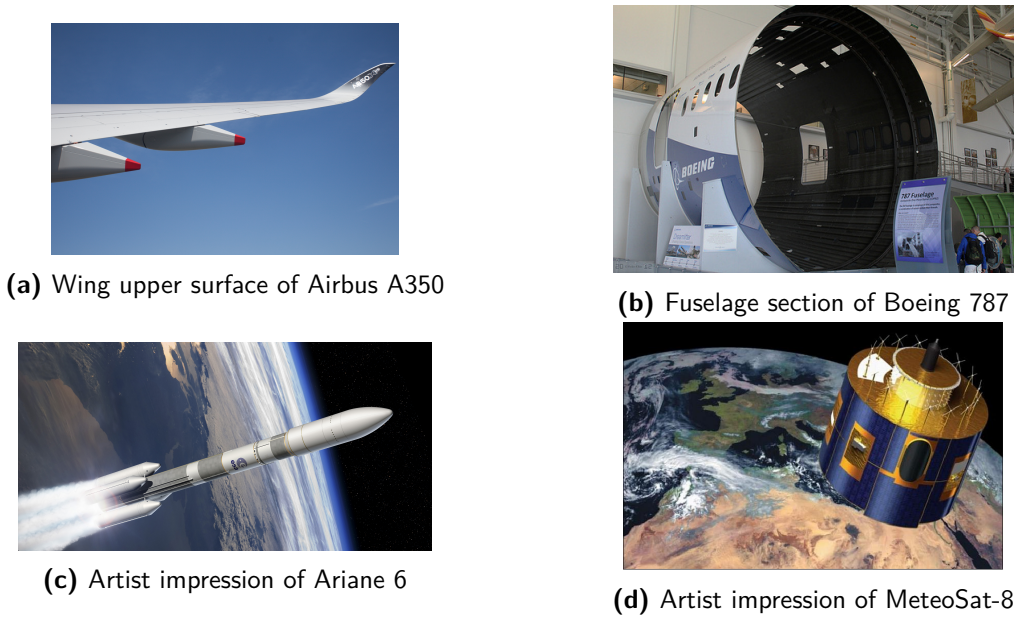 A350
(a) Wing upper surface of Airbus A350
BOEING
787 Fuselage
(b) Fuselage section of Boeing 787
(c) Artist impression of Ariane 6
(d) Artist impression of MeteoSat-8